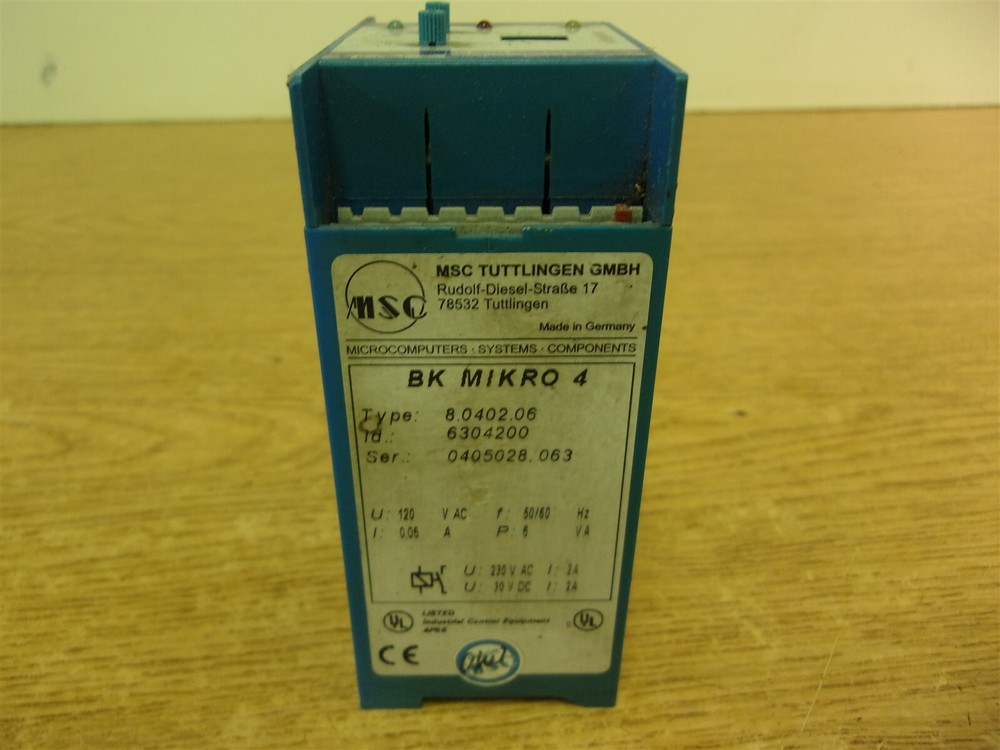 MSC
MSC TUTTLINGEN GMBH
Rudolf-Diesel-Straße 17
78532 Tuttlingen
Made in Germany
MICROCOMPUTERS · SYSTEMS · COMPONENTS
BK MIKRO 4
Type: 8.0402.06
Id.: 6304200
Ser.: 0405028.063
U: 120 V AC f: 50/60 Hz
I: 0.05 A P: 6 VA
U: 230 V AC I: 2A
U: 30 V DC I: 2A
UL LISTED UL
Industrial Control Equipment
CE